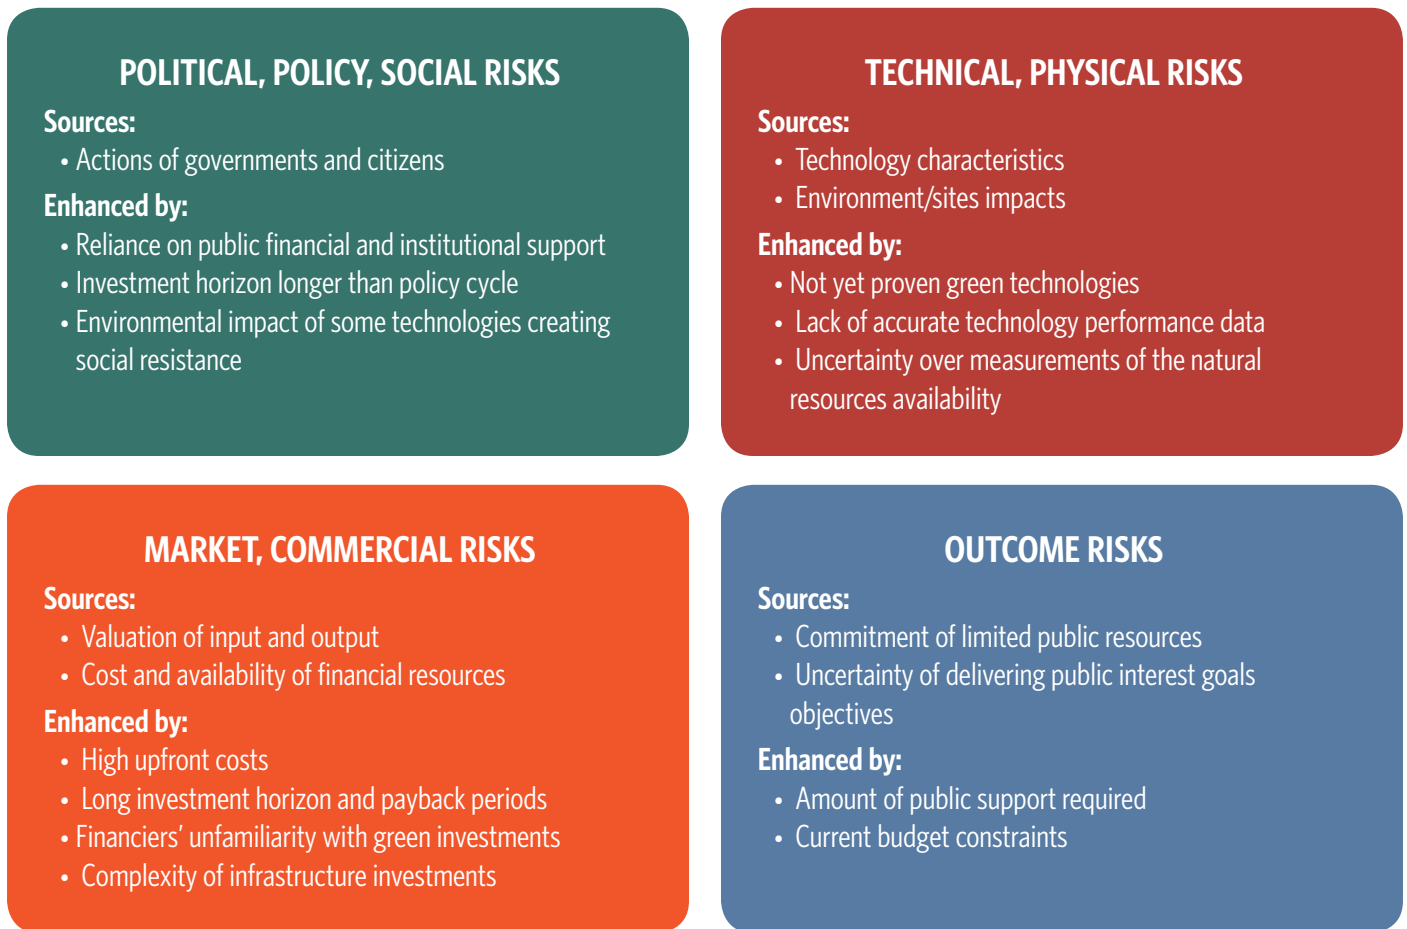 POLITICAL, POLICY, SOCIAL RISKS
Sources:
• Actions of governments and citizens
Enhanced by:
• Reliance on public financial and institutional support
• Investment horizon longer than policy cycle
• Environmental impact of some technologies creating
social resistance
TECHNICAL, PHYSICAL RISKS
Sources:
• Technology characteristics
• Environment/sites impacts
Enhanced by:
• Not yet proven green technologies
• Lack of accurate technology performance data
• Uncertainty over measurements of the natural
resources availability
MARKET, COMMERCIAL RISKS
Sources:
• Valuation of input and output
• Cost and availability of financial resources
Enhanced by:
• High upfront costs
• Long investment horizon and payback periods
• Financiers' unfamiliarity with green investments
• Complexity of infrastructure investments
OUTCOME RISKS
Sources:
• Commitment of limited public resources
• Uncertainty of delivering public interest goals
objectives
Enhanced by:
• Amount of public support required
• Current budget constraints